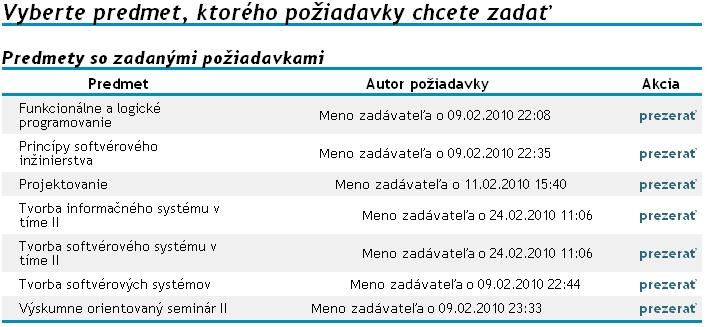 Vyberte predmet, ktorého požiadavky chcete zadať
Predmety so zadanými požiadavkami
Predmet Autor požiadavky Akcia
Funkcionálne a logické
programovanie Meno zadávateľa o 09.02.2010 22:08 prezerať
Princípy softvérového
inžinierstva Meno zadávateľa o 09.02.2010 22:35 prezerať
Projektovanie Meno zadávateľa o 11.02.2010 15:40 prezerať
Tvorba informačného systému v
tíme II Meno zadávateľa o 24.02.2010 11:06 prezerať
Tvorba softvérového systému v
tíme II Meno zadávateľa o 24.02.2010 11:06 prezerať
Tvorba softvérových systémov Meno zadávateľa o 09.02.2010 22:44 prezerať
Výskumne orientovaný seminár II Meno zadávateľa o 09.02.2010 23:33 prezerať